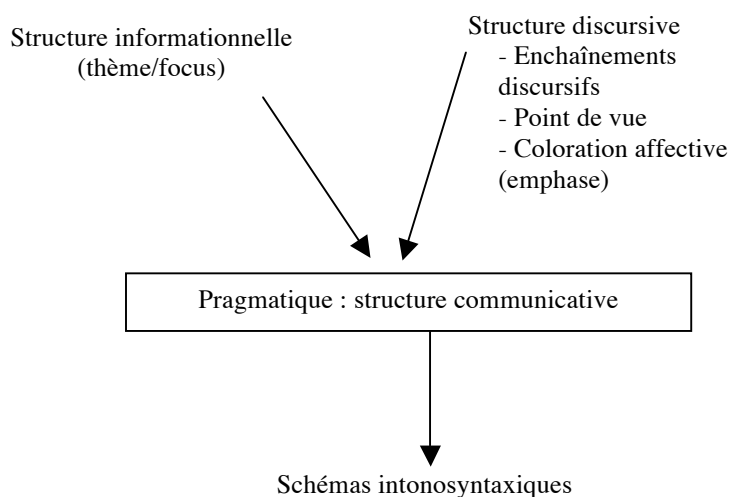 Structure informationnelle
(thème/focus)
Structure discursive
- Enchaînements
discursifs
- Point de vue
- Coloration affective
(emphase)
Pragmatique : structure communicative
Schémas intonosyntaxiques